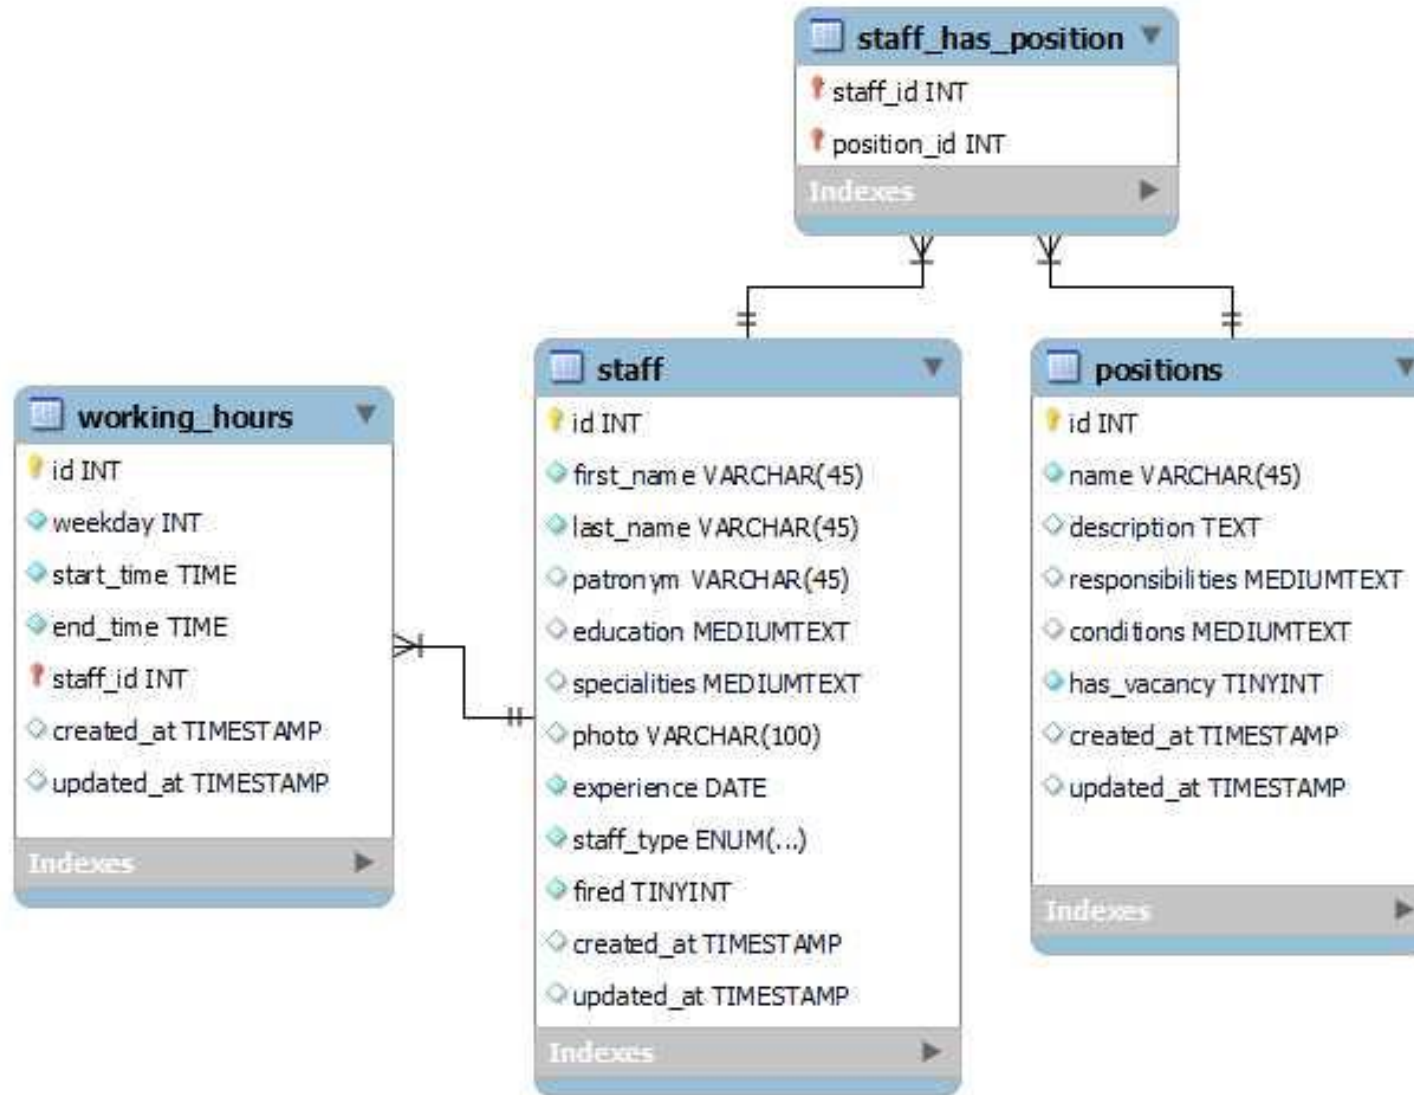 staff_has_position
staff_id INT
position_id INT
Indexes
working_hours
id INT
weekday INT
start_time TIME
end_time TIME
staff_id INT
created_at TIMESTAMP
updated_at TIMESTAMP
Indexes
staff
id INT
first_name VARCHAR(45)
last_name VARCHAR(45)
patronym VARCHAR(45)
education MEDIUMTEXT
specialities MEDIUMTEXT
photo VARCHAR(100)
experience DATE
staff_type ENUM(...)
fired TINYINT
created_at TIMESTAMP
updated_at TIMESTAMP
Indexes
positions
id INT
name VARCHAR(45)
description TEXT
responsibilities MEDIUMTEXT
conditions MEDIUMTEXT
has_vacancy TINYINT
created_at TIMESTAMP
updated_at TIMESTAMP
Indexes